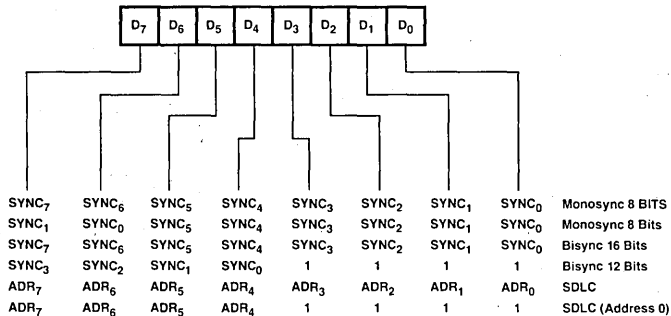 D7 D6 D5 D4 D3 D2 D1 D0
SYNC7 SYNC6 SYNC5 SYNC4 SYNC3 SYNC2 SYNC1 SYNC0 Monosync 8 BITS
SYNC1 SYNC0 SYNC5 SYNC4 SYNC3 SYNC2 SYNC1 SYNC0 Monosync 8 Bits
SYNC7 SYNC6 SYNC5 SYNC4 SYNC3 SYNC2 SYNC1 SYNC0 Bisync 16 Bits
SYNC3 SYNC2 SYNC1 SYNC0 1 1 1 1 Bisync 12 Bits
ADR7 ADR6 ADR5 ADR4 ADR3 ADR2 ADR1 ADR0 SDLC
ADR7 ADR6 ADR5 ADR4 1 1 1 1 SDLC (Address 0)